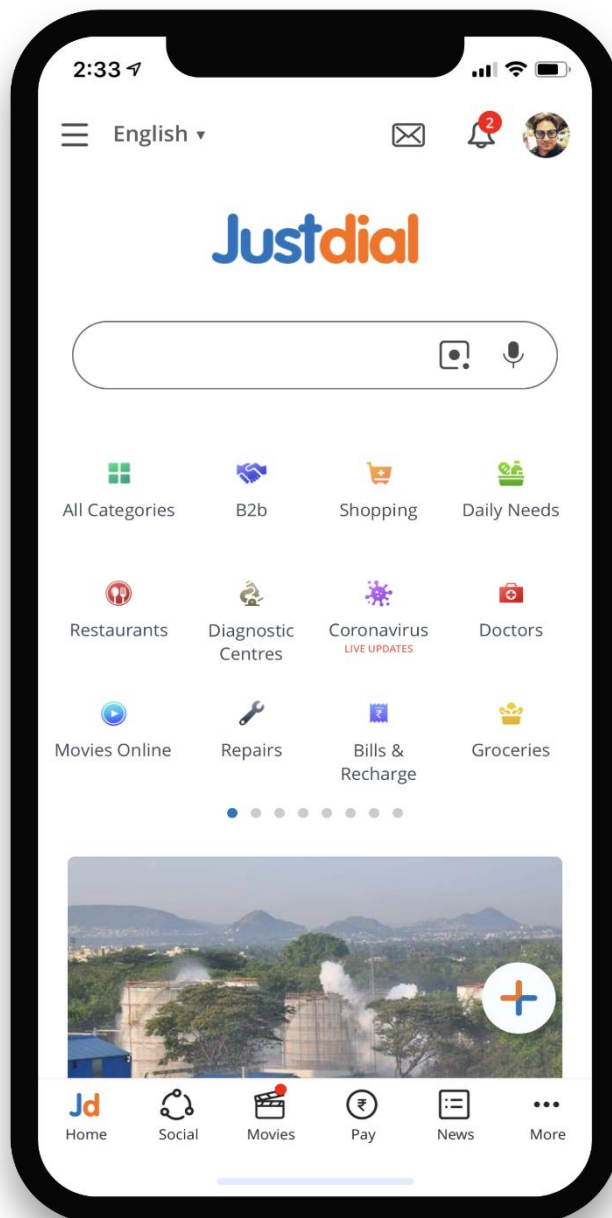 2:33
English
2
Justdial
All Categories
B2b
Shopping
Daily Needs
Restaurants
Diagnostic
Centres
Coronavirus
LIVE UPDATES
Doctors
Movies Online
Repairs
Bills &
Recharge
Groceries
Jd
Home
Social
Movies
₹
Pay
News
More